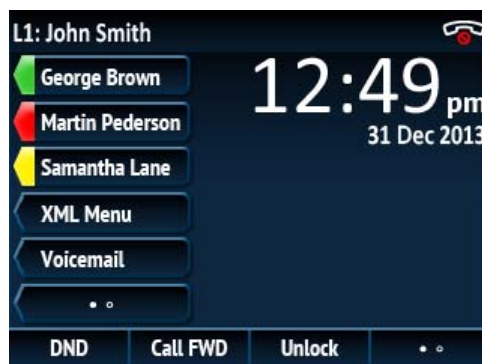 L1: John Smith
George Brown
12:49 pm
Martin Pederson
31 Dec 2013
Samantha Lane
XML Menu
Voicemail
DND Call FWD Unlock